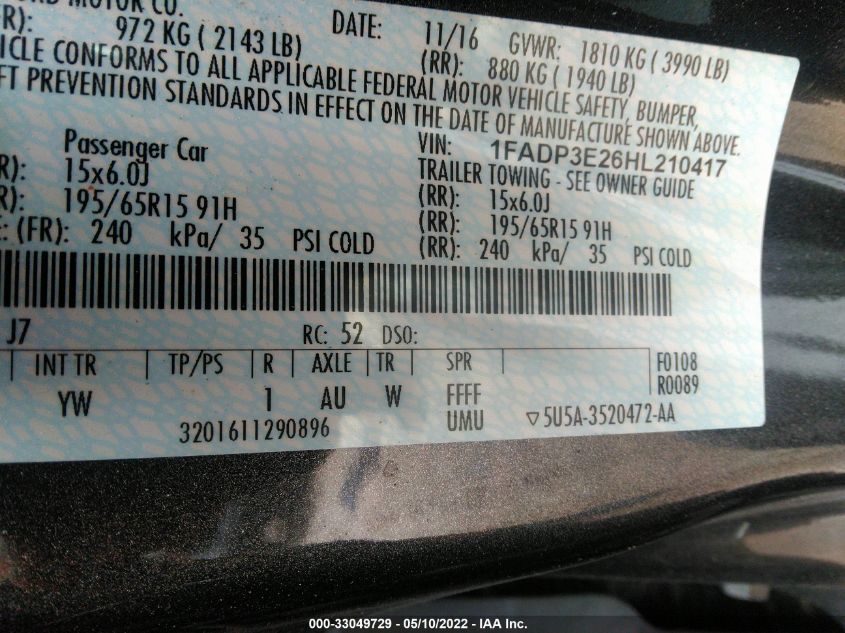 FORD MOTOR CO.
DATE: 11/16 GVWR: 1810 KG ( 3990 LB)
FR): 972 KG ( 2143 LB) (RR): 880 KG ( 1940 LB)
ICLE CONFORMS TO ALL APPLICABLE FEDERAL MOTOR VEHICLE SAFETY, BUMPER,
FT PREVENTION STANDARDS IN EFFECT ON THE DATE OF MANUFACTURE SHOWN ABOVE.
VIN: 1FADP3E26HL210417
Passenger Car TRAILER TOWING - SEE OWNER GUIDE
R): 15x6.0J (RR): 15x6.0J
R): 195/65R15 91H (RR): 195/65R15 91H
: (FR): 240 kPa/ 35 PSI COLD (RR): 240 kPa/ 35 PSI COLD
J7 RC: 52 DSO:
INT TR TP/PS R AXLE TR SPR F0108
R0089
YW 1 AU W FFFF
UMU ▽5U5A-3520472-AA
3201611290896
000-33049729 - 05/10/2022 - IAA Inc.